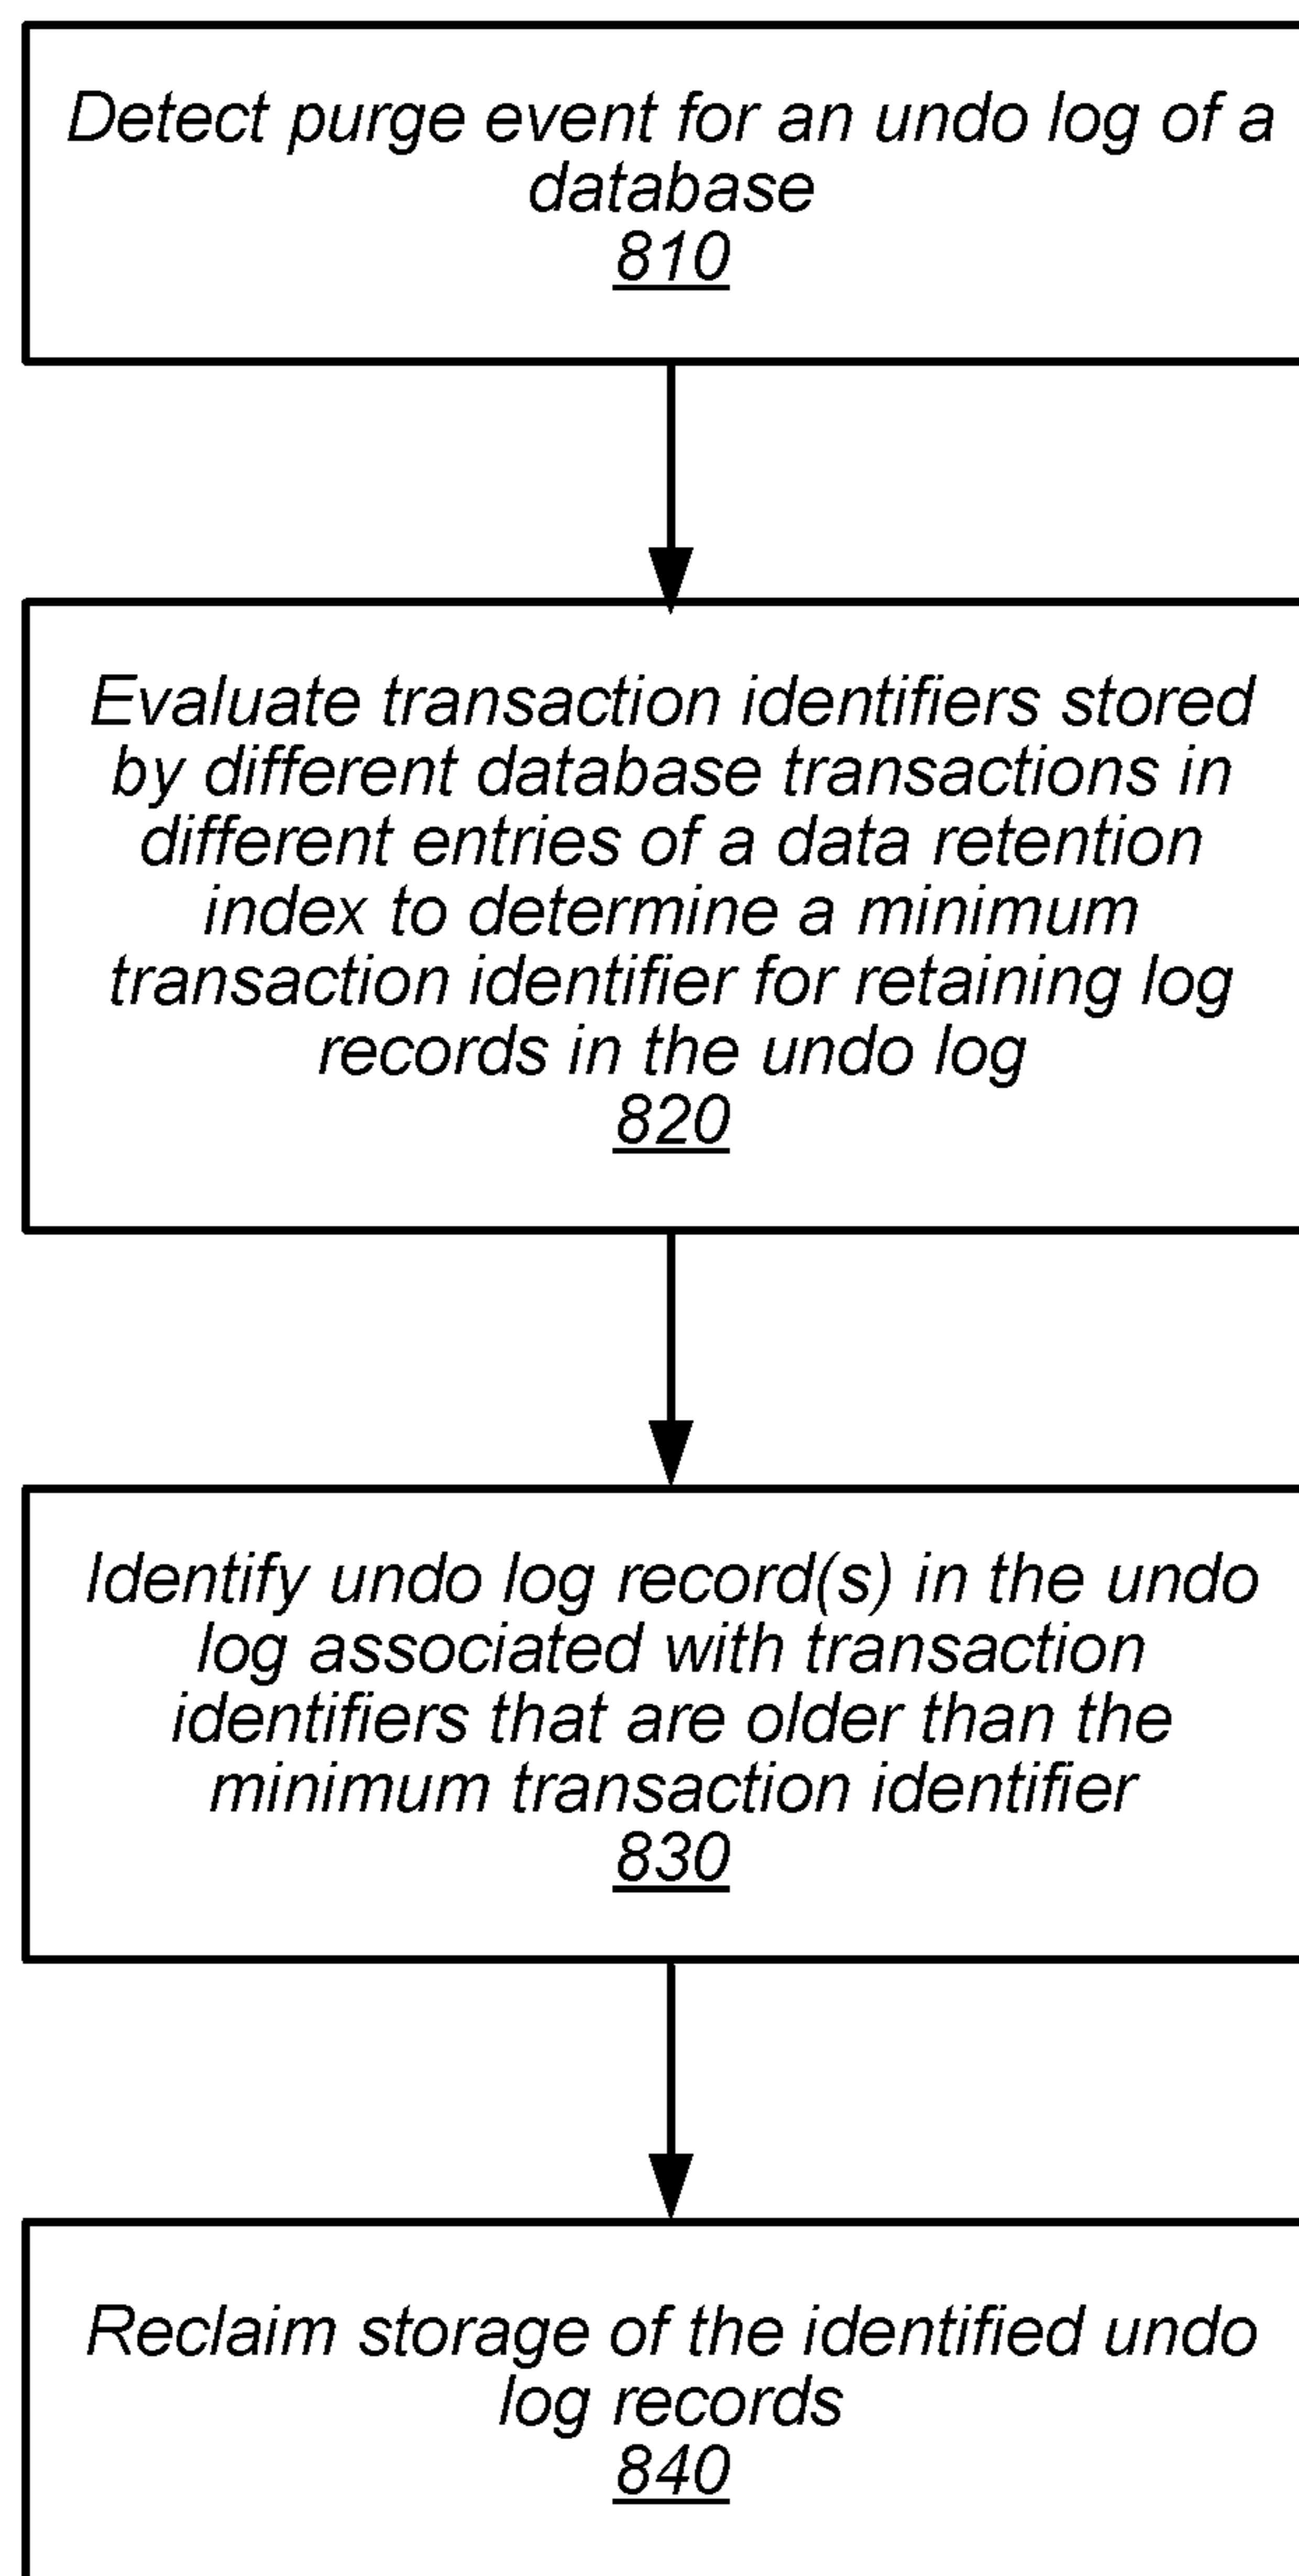 Detect purge event for an undo log of a
database
810
Evaluate transaction identifiers stored
by different database transactions in
different entries of a data retention
index to determine a minimum
transaction identifier for retaining log
records in the undo log
820
Identify undo log record(s) in the undo
log associated with transaction
identifiers that are older than the
minimum transaction identifier
830
Reclaim storage of the identified undo
log records
840